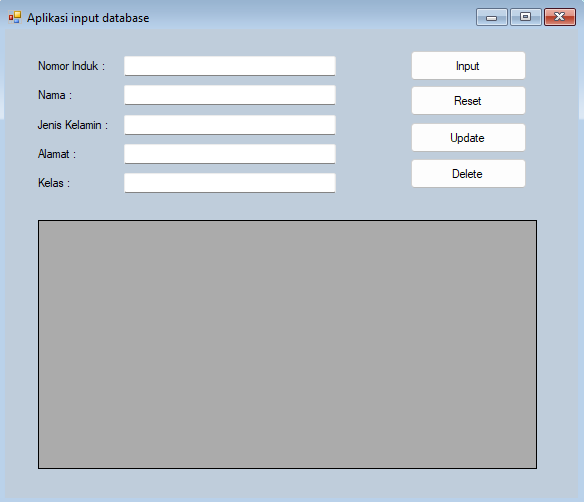 Aplikasi input database
Nomor Induk :
Input
Nama :
Reset
Jenis Kelamin :
Update
Alamat :
Delete
Kelas :